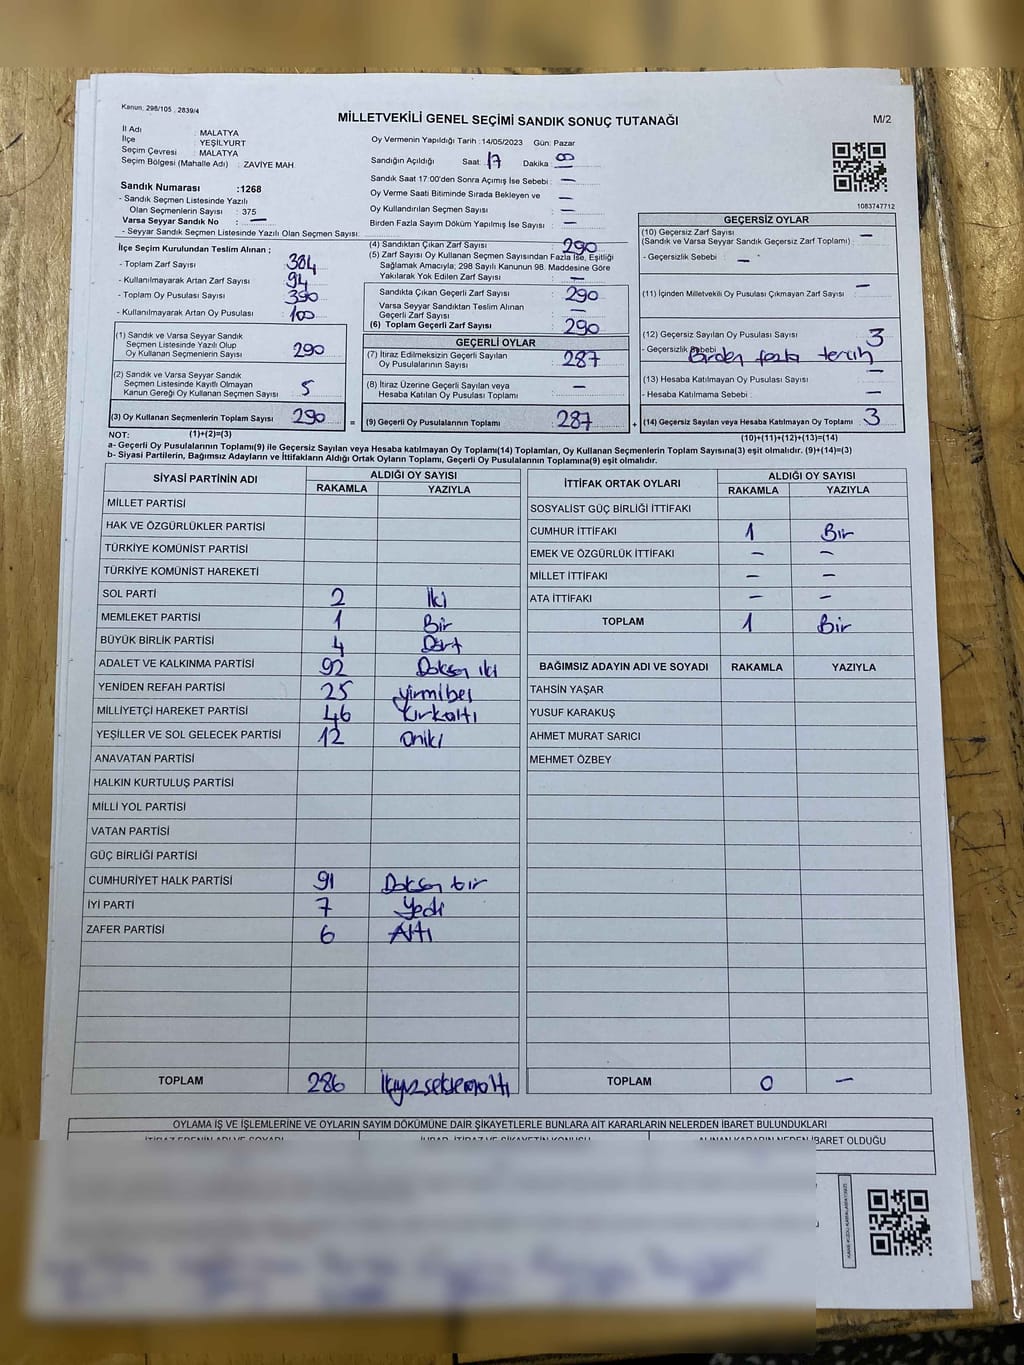 Kanun, 298/105 , 2839/4
MİLLETVEKİLİ GENEL SEÇİMİ SANDIK SONUÇ TUTANAĞI
M/2
İl Adı : MALATYA
İlçe : YEŞİLYURT
Seçim Çevresi : MALATYA
Seçim Bölgesi (Mahalle Adı) : ZAVİYE MAH
Sandık Numarası :1268
- Sandık Seçmen Listesinde Yazılı
Olan Seçmenlerin Sayısı : 375
Varsa Seyyar Sandık No : —
- Seyyar Sandık Seçmen Listesinde Yazılı Olan Seçmen Sayısı:
Oy Vermenin Yapıldığı Tarih :14/05/2023 Gün: Pazar
Sandığın Açıldığı Saat: 17 Dakika : 00
Sandık Saat 17:00'den Sonra Açımış İse Sebebi : —
Oy Verme Saati Bitiminde Sırada Bekleyen ve
Oy Kullandırılan Seçmen Sayısı : —
Birden Fazla Sayım Döküm Yapılmış İse Sayısı : —
1083747712
İlçe Seçim Kurulundan Teslim Alınan ;
- Toplam Zarf Sayısı : 384
- Kullanılmayarak Artan Zarf Sayısı : 94
- Toplam Oy Pusulası Sayısı : 390
- Kullanılmayarak Artan Oy Pusulası : 100
(4) Sandıktan Çıkan Zarf Sayısı : 290
(5) Zarf Sayısı Oy Kullanan Seçmen Sayısından Fazla İse, Eşitliği
Sağlamak Amacıyla; 298 Sayılı Kanunun 98. Maddesine Göre
Yakılarak Yok Edilen Zarf Sayısı : —
Sandıkta Çıkan Geçerli Zarf Sayısı : 290
Varsa Seyyar Sandıktan Teslim Alınan
Geçerli Zarf Sayısı : —
(6) Toplam Geçerli Zarf Sayısı : 290
GEÇERSİZ OYLAR
(10) Geçersiz Zarf Sayısı —
(Sandık ve Varsa Seyyar Sandık Geçersiz Zarf Toplamı) :
- Geçersizlik Sebebi : —
(11) İçinden Milletvekili Oy Pusulası Çıkmayan Zarf Sayısı : —
(12) Geçersiz Sayılan Oy Pusulası Sayısı : 3
- Geçersizlik Sebebi Birden fazla tercih
(13) Hesaba Katılmayan Oy Pusulası Sayısı : —
- Hesaba Katılmama Sebebi : —
(14) Geçersiz Sayılan veya Hesaba Katılmayan Oy Toplamı : 3
(10)+(11)+(12)+(13)=(14)
(1) Sandık ve Varsa Seyyar Sandık
Seçmen Listesinde Yazılı Olup
Oy Kullanan Seçmenlerin Sayısı : 290
(2) Sandık ve Varsa Seyyar Sandık
Seçmen Listesinde Kayıtlı Olmayan
Kanun Gereği Oy Kullanan Seçmen Sayısı : 5
(3) Oy Kullanan Seçmenlerin Toplam Sayısı : 290 =
(1)+(2)=(3)
GEÇERLİ OYLAR
(7) İtiraz Edilmeksizin Geçerli Sayılan
Oy Pusulalarının Sayısı : 287
(8) İtiraz Üzerine Geçerli Sayılan veya
Hesaba Katılan Oy Pusulası Toplamı : —
(9) Geçerli Oy Pusulalarının Toplamı : 287 +
NOT:
a- Geçerli Oy Pusulalarının Toplamı(9) ile Geçersiz Sayılan veya Hesaba katılmayan Oy Toplamı(14) Toplamları, Oy Kullanan Seçmenlerin Toplam Sayısına(3) eşit olmalıdır. (9)+(14)=(3)
b- Siyasi Partilerin, Bağımsız Adayların ve İttifakların Aldığı Ortak Oyların Toplamı, Geçerli Oy Pusulalarının Toplamına(9) eşit olmalıdır.
SİYASİ PARTİNİN ADI ALDIĞI OY SAYISI
RAKAMLA YAZIYLA
MİLLET PARTİSİ
HAK VE ÖZGÜRLÜKLER PARTİSİ
TÜRKİYE KOMÜNİST PARTİSİ
TÜRKİYE KOMÜNİST HAREKETİ
SOL PARTİ 2 İki
MEMLEKET PARTİSİ 1 Bir
BÜYÜK BİRLİK PARTİSİ 4 Dört
ADALET VE KALKINMA PARTİSİ 92 Doksan iki
YENİDEN REFAH PARTİSİ 25 yirmibeş
MİLLİYETÇİ HAREKET PARTİSİ 46 Kırkaltı
YEŞİLLER VE SOL GELECEK PARTİSİ 12 oniki
ANAVATAN PARTİSİ
HALKIN KURTULUŞ PARTİSİ
MİLLİ YOL PARTİSİ
VATAN PARTİSİ
GÜÇ BİRLİĞİ PARTİSİ
CUMHURİYET HALK PARTİSİ 91 Doksan bir
İYİ PARTİ 7 Yedi
ZAFER PARTİSİ 6 Altı
TOPLAM 286 İkiyüzseksenaltı
İTTİFAK ORTAK OYLARI ALDIĞI OY SAYISI
RAKAMLA YAZIYLA
SOSYALİST GÜÇ BİRLİĞİ İTTİFAKI
CUMHUR İTTİFAKI 1 Bir
EMEK VE ÖZGÜRLÜK İTTİFAKI — —
MİLLET İTTİFAKI — —
ATA İTTİFAKI — —
TOPLAM 1 Bir
BAĞIMSIZ ADAYIN ADI VE SOYADI RAKAMLA YAZIYLA
TAHSİN YAŞAR
YUSUF KARAKUŞ
AHMET MURAT SARICI
MEHMET ÖZBEY
TOPLAM 0 —
OYLAMA İŞ VE İŞLEMLERİNE VE OYLARIN SAYIM DÖKÜMÜNE DAİR ŞİKAYETLERLE BUNLARA AİT KARARLARIN NELERDEN İBARET BULUNDUKLARI
İTİRAZ EDENİN ADI VE SOYADI İHBAR, İTİRAZ VE ŞİKAYETİN KONUSU ALINAN KARARIN NEDEN İBARET OLDUĞU